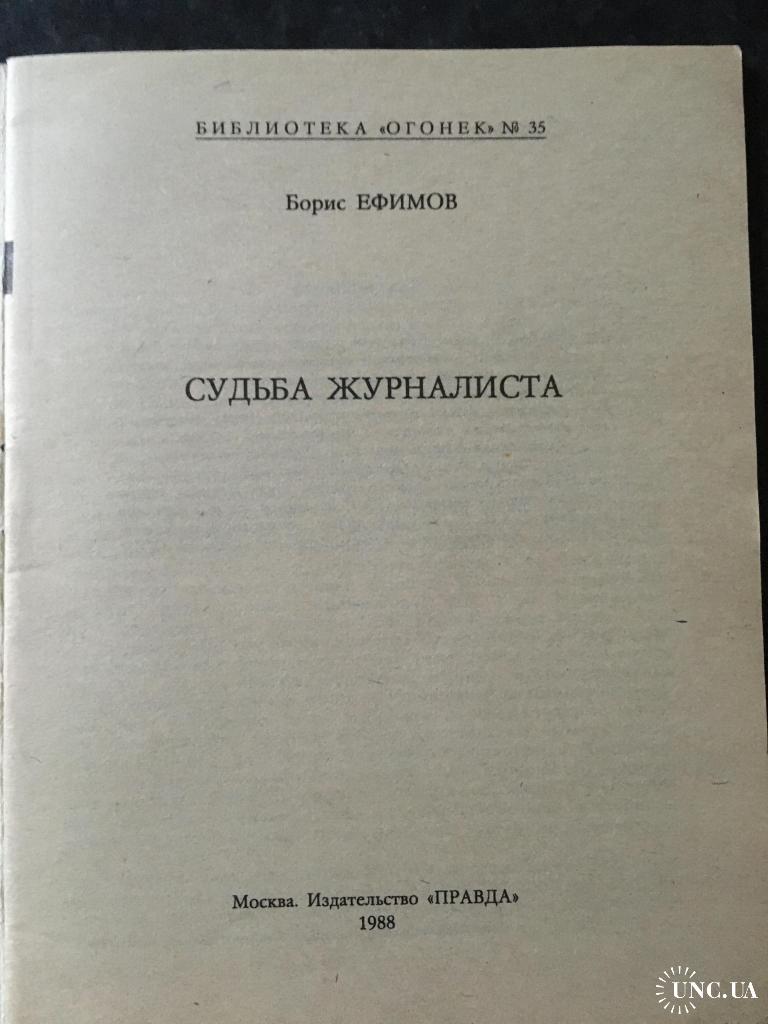 БИБЛИОТЕКА «ОГОНЕК» № 35
Борис ЕФИМОВ
СУДЬБА ЖУРНАЛИСТА
Москва. Издательство «ПРАВДА»
1988
UNC.UA